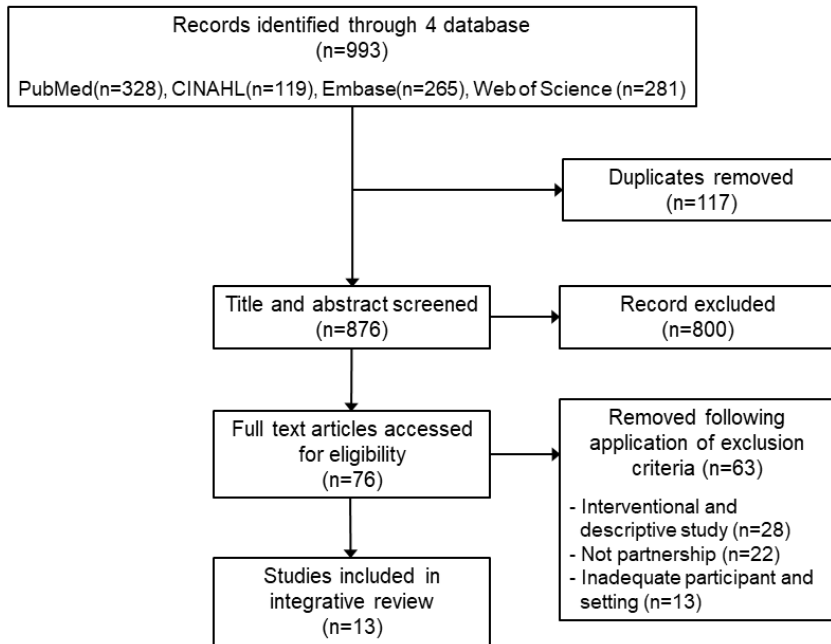 Records identified through 4 database
(n=993)
PubMed(n=328), CINAHL(n=119), Embase(n=265), Web of Science (n=281)
Duplicates removed
(n=117)
Title and abstract screened
(n=876)
Record excluded
(n=800)
Full text articles accessed
for eligibility
(n=76)
Removed following
application of exclusion
criteria (n=63)
- Interventional and
descriptive study (n=28)
- Not partnership (n=22)
- Inadequate participant and
setting (n=13)
Studies included in
integrative review
(n=13)